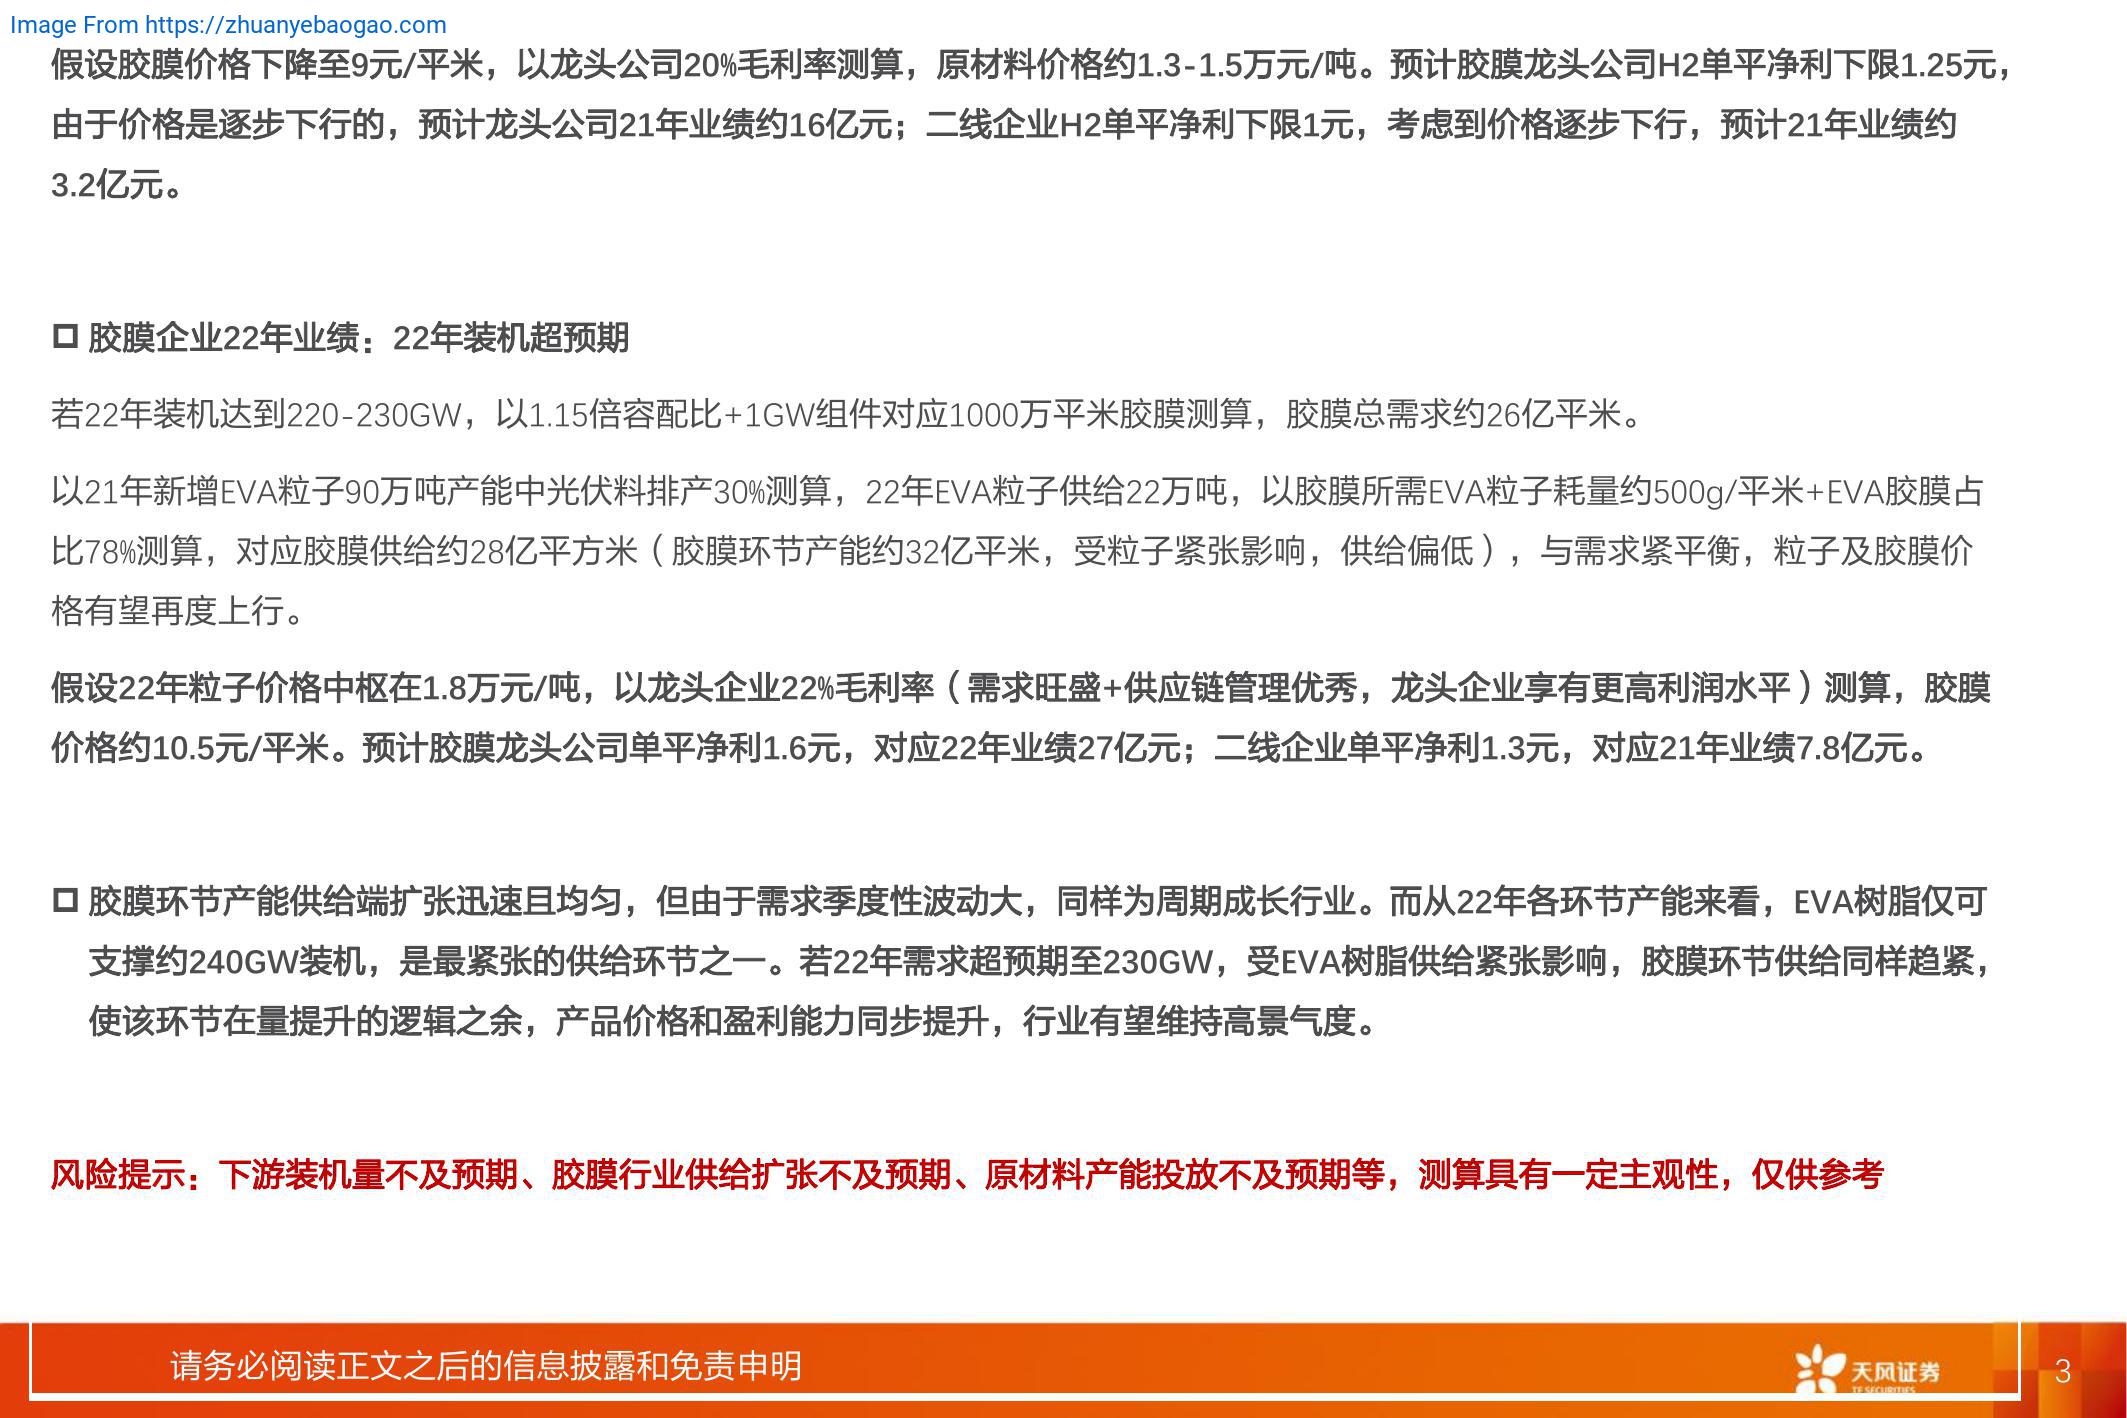 Image From https://zhuanyebaogao.com
假设胶膜价格下降至9元/平米，以龙头公司20%毛利率测算，原材料价格约1.3-1.5万元/吨。预计胶膜龙头公司H2单平净利下限1.25元，
由于价格是逐步下行的，预计龙头公司21年业绩约16亿元；二线企业H2单平净利下限1元，考虑到价格逐步下行，预计21年业绩约
3.2亿元。
胶膜企业22年业绩：22年装机超预期
若22年装机达到220-230GW，以1.15倍容配比+1GW组件对应1000万平米胶膜测算，胶膜总需求约26亿平米。
以21年新增EVA粒子90万吨产能中光伏料排产30%测算，22年EVA粒子供给22万吨，以胶膜所需EVA粒子耗量约500g/平米+EVA胶膜占
比78%测算，对应胶膜供给约28亿平方米（胶膜环节产能约32亿平米，受粒子紧张影响，供给偏低），与需求紧平衡，粒子及胶膜价
格有望再度上行。
假设22年粒子价格中枢在1.8万元/吨，以龙头企业22%毛利率（需求旺盛+供应链管理优秀，龙头企业享有更高利润水平）测算，胶膜
价格约10.5元/平米。预计胶膜龙头公司单平净利1.6元，对应22年业绩27亿元；二线企业单平净利1.3元，对应21年业绩7.8亿元。
胶膜环节产能供给端扩张迅速且均匀，但由于需求季度性波动大，同样为周期成长行业。而从22年各环节产能来看，EVA树脂仅可
支撑约240GW装机，是最紧张的供给环节之一。若22年需求超预期至230GW，受EVA树脂供给紧张影响，胶膜环节供给同样趋紧，
使该环节在量提升的逻辑之余，产品价格和盈利能力同步提升，行业有望维持高景气度。
风险提示：下游装机量不及预期、胶膜行业供给扩张不及预期、原材料产能投放不及预期等，测算具有一定主观性，仅供参考
请务必阅读正文之后的信息披露和免责申明
天风证券
TF SECURITIES
3